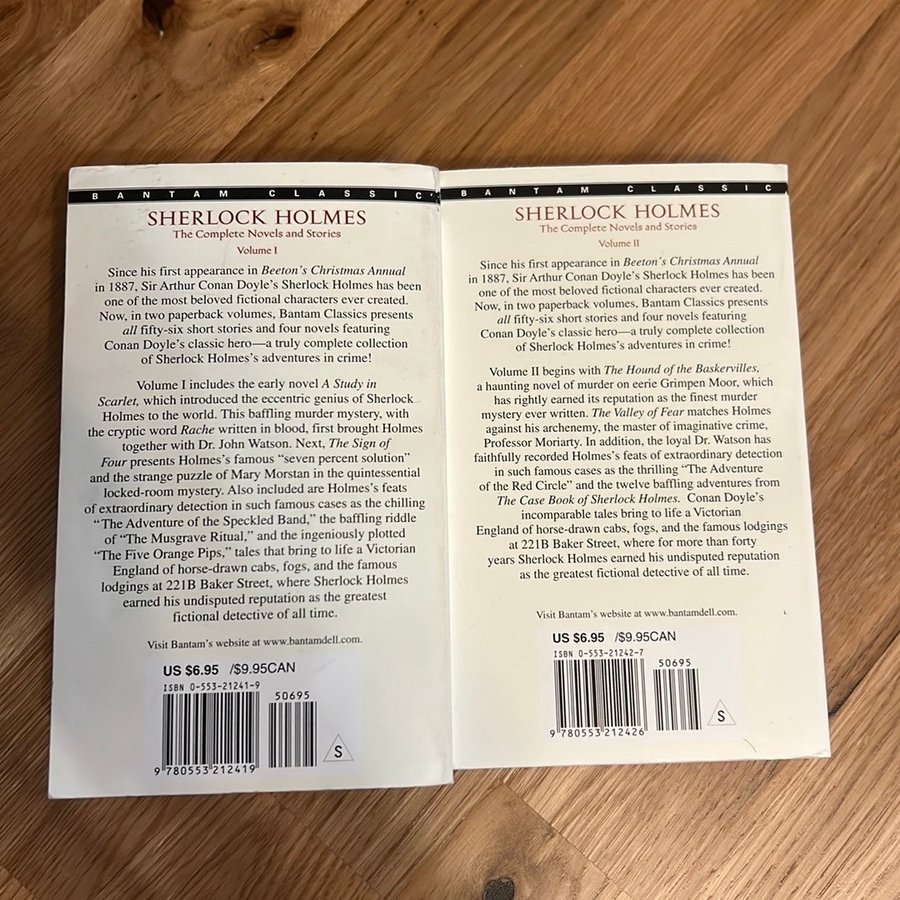 BANTAM CLASSIC
SHERLOCK HOLMES
The Complete Novels and Stories
Volume I
Since his first appearance in Beeton's Christmas Annual
in 1887, Sir Arthur Conan Doyle's Sherlock Holmes has been
one of the most beloved fictional characters ever created.
Now, in two paperback volumes, Bantam Classics presents
all fifty-six short stories and four novels featuring
Conan Doyle's classic hero—a truly complete collection
of Sherlock Holmes's adventures in crime!
Volume I includes the early novel A Study in
Scarlet, which introduced the eccentric genius of Sherlock
Holmes to the world. This baffling murder mystery, with
the cryptic word Rache written in blood, first brought Holmes
together with Dr. John Watson. Next, The Sign of
Four presents Holmes's famous “seven percent solution”
and the strange puzzle of Mary Morstan in the quintessential
locked-room mystery. Also included are Holmes's feats
of extraordinary detection in such famous cases as the chilling
“The Adventure of the Speckled Band,” the baffling riddle
of “The Musgrave Ritual,” and the ingeniously plotted
“The Five Orange Pips,” tales that bring to life a Victorian
England of horse-drawn cabs, fogs, and the famous
lodgings at 221B Baker Street, where Sherlock Holmes
earned his undisputed reputation as the greatest
fictional detective of all time.
Visit Bantam's website at www.bantamdell.com.
US $6.95 /$9.95CAN
ISBN 0-553-21241-9
50695
9 780553 212419
S
BANTAM CLASSIC
SHERLOCK HOLMES
The Complete Novels and Stories
Volume II
Since his first appearance in Beeton's Christmas Annual
in 1887, Sir Arthur Conan Doyle's Sherlock Holmes has been
one of the most beloved fictional characters ever created.
Now, in two paperback volumes, Bantam Classics presents
all fifty-six short stories and four novels featuring
Conan Doyle's classic hero—a truly complete collection
of Sherlock Holmes's adventures in crime!
Volume II begins with The Hound of the Baskervilles,
a haunting novel of murder on eerie Grimpen Moor, which
has rightly earned its reputation as the finest murder
mystery ever written. The Valley of Fear matches Holmes
against his archenemy, the master of imaginative crime,
Professor Moriarty. In addition, the loyal Dr. Watson has
faithfully recorded Holmes's feats of extraordinary detection
in such famous cases as the thrilling “The Adventure
of the Red Circle” and the twelve baffling adventures from
The Case Book of Sherlock Holmes. Conan Doyle's
incomparable tales bring to life a Victorian
England of horse-drawn cabs, fogs, and the famous lodgings
at 221B Baker Street, where for more than forty
years Sherlock Holmes earned his undisputed reputation
as the greatest fictional detective of all time.
Visit Bantam's website at www.bantamdell.com.
US $6.95 /$9.95CAN
ISBN 0-553-21242-7
50695
9 780553 212426
S